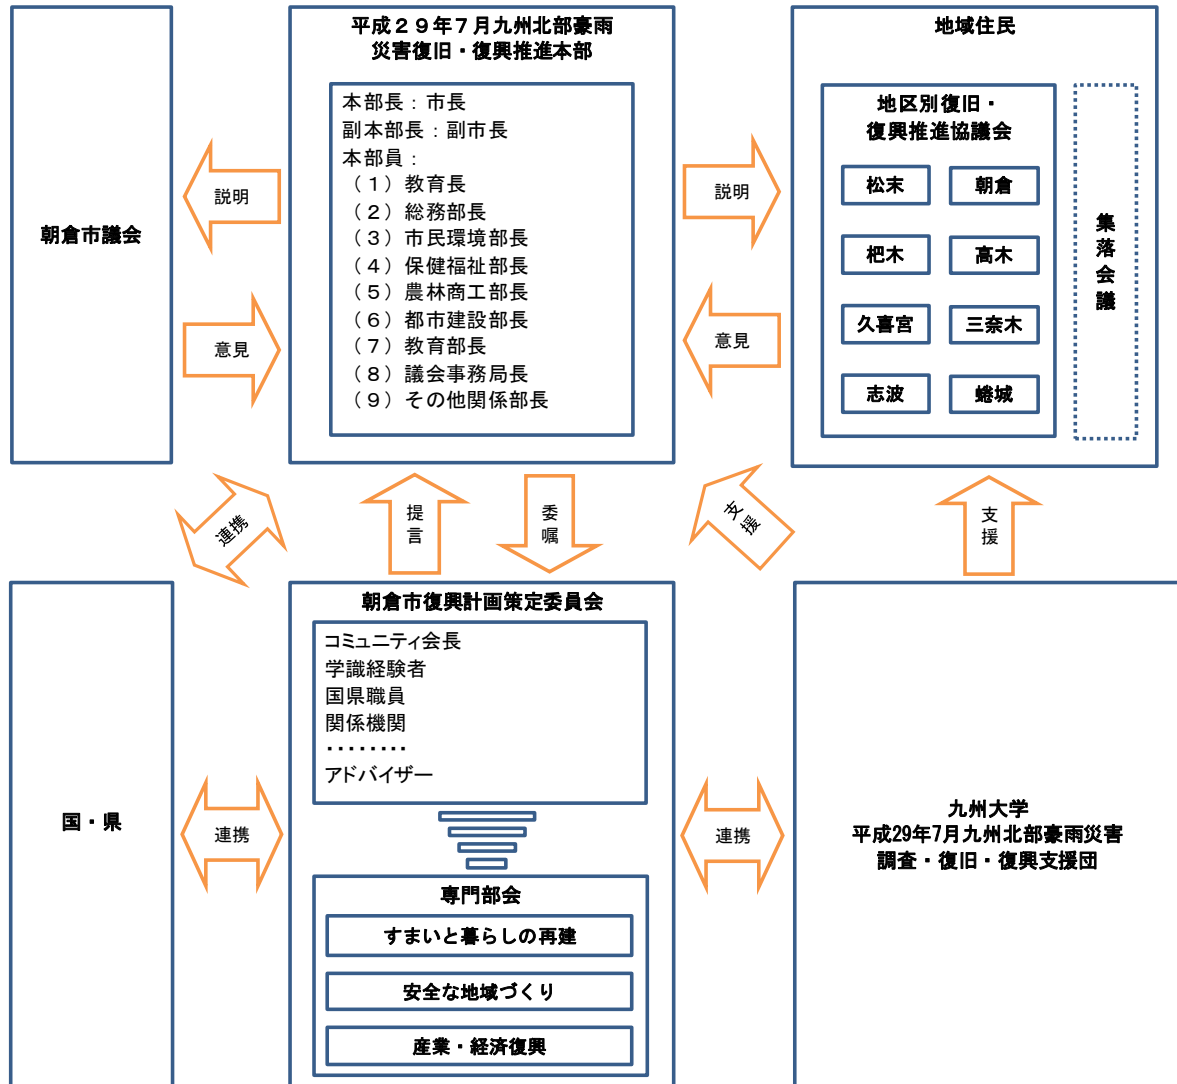 平成２９年７月九州北部豪雨
災害復旧・復興推進本部
本部長：市長
副本部長：副市長
本部員：
（１）教育長
（２）総務部長
（３）市民環境部長
（４）保健福祉部長
（５）農林商工部長
（６）都市建設部長
（７）教育部長
（８）議会事務局長
（９）その他関係部長
朝倉市議会
説明
意見
説明
意見
地域住民
地区別復旧・
復興推進協議会
松末
朝倉
杷木
高木
久喜宮
三奈木
志波
蜷城
集落会議
連携
提言
委嘱
支援
支援
国・県
連携
朝倉市復興計画策定委員会
コミュニティ会長
学識経験者
国県職員
関係機関
・・・・・・・・
アドバイザー
専門部会
すまいと暮らしの再建
安全な地域づくり
産業・経済復興
連携
九州大学
平成29年7月九州北部豪雨災害
調査・復旧・復興支援団